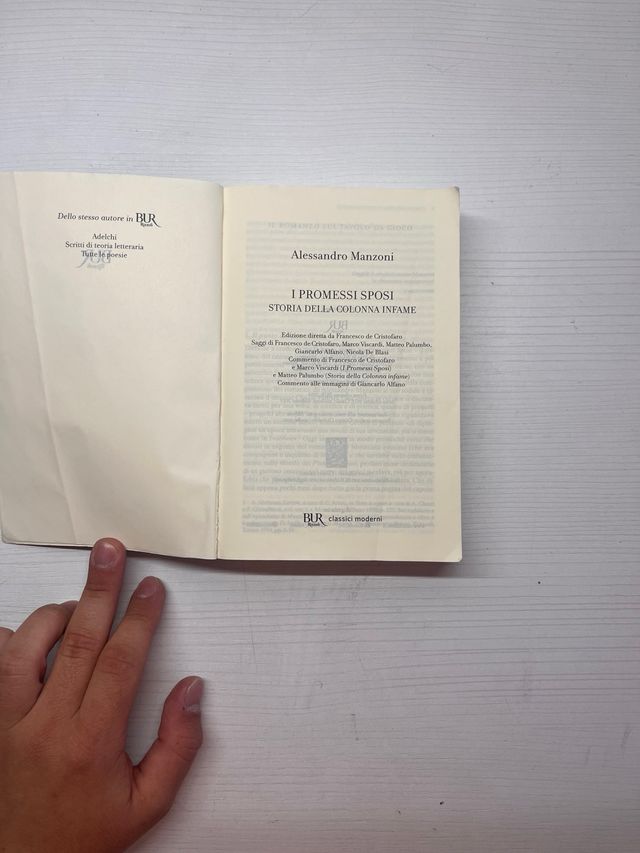 Dello stesso autore in BUR
Rizzoli
Adelchi
Scritti di teoria letteraria
Tutte le poesie
Alessandro Manzoni
I PROMESSI SPOSI
STORIA DELLA COLONNA INFAME
Edizione diretta da Francesco de Cristofaro
Saggi di Francesco de Cristofaro, Marco Viscardi, Matteo Palumbo,
Giancarlo Alfano, Nicola De Blasi
Commento di Francesco de Cristofaro
e Marco Viscardi (I Promessi Sposi)
e Matteo Palumbo (Storia della Colonna infame)
Commento alle immagini di Giancarlo Alfano
BUR classici moderni
Rizzoli